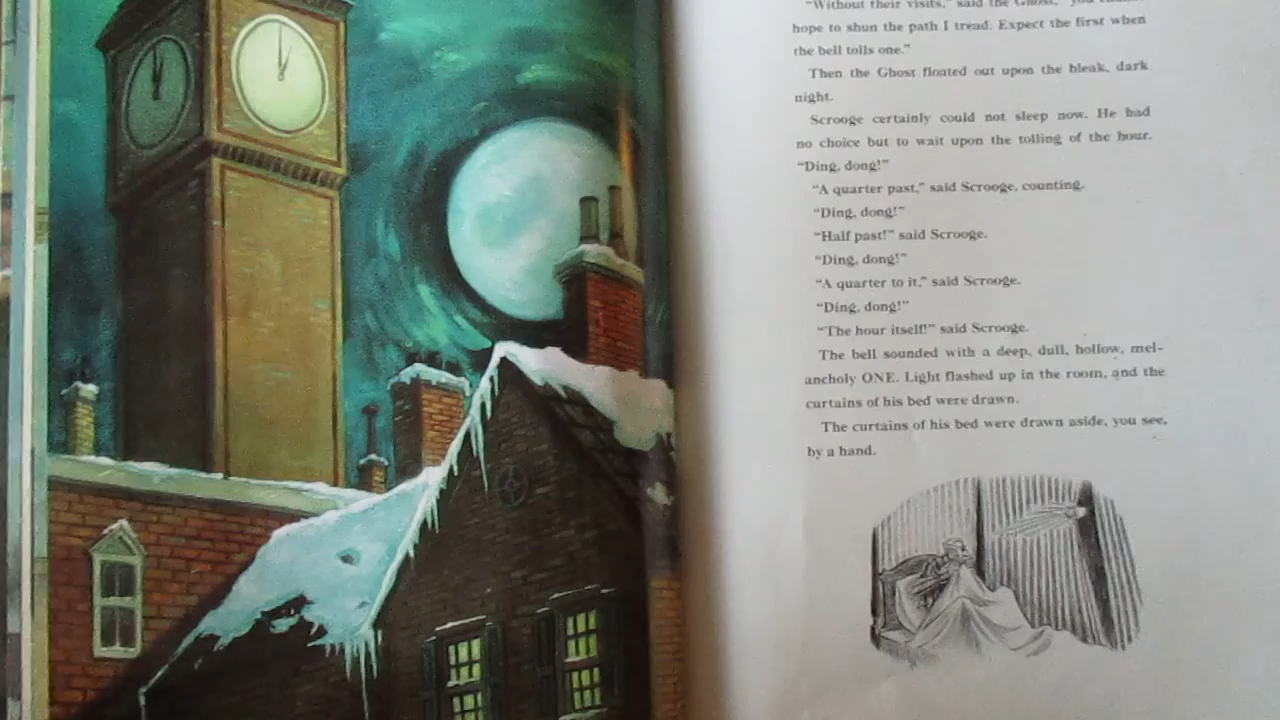 "Without their visits," said the Ghost, "you cannot
hope to shun the path I tread. Expect the first when
the bell tolls one."
Then the Ghost floated out upon the bleak, dark
night.
Scrooge certainly could not sleep now. He had
no choice but to wait upon the tolling of the hour.
"Ding, dong!"
"A quarter past," said Scrooge, counting.
"Ding, dong!"
"Half past!" said Scrooge.
"Ding, dong!"
"A quarter to it," said Scrooge.
"Ding, dong!"
"The hour itself!" said Scrooge.
The bell sounded with a deep, dull, hollow, mel-
ancholy ONE. Light flashed up in the room, and the
curtains of his bed were drawn.
The curtains of his bed were drawn aside, you see,
by a hand.